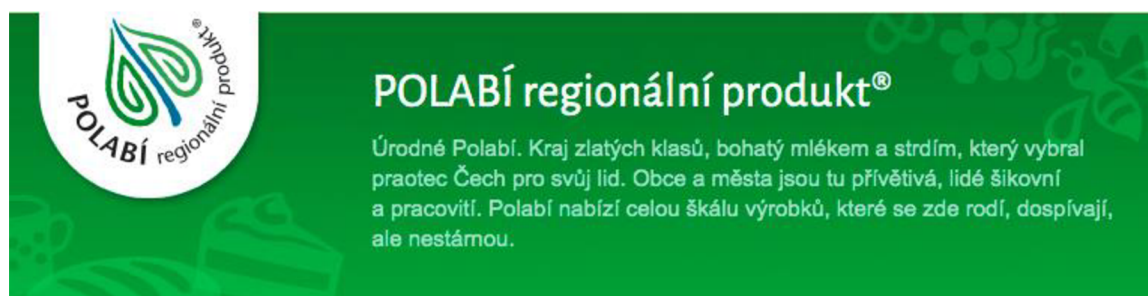 POLABÍ regionální produkt®
POLABÍ regionální produkt®
Úrodné Polabí. Kraj zlatých klasů, bohatý mlékem a strdím, který vybral
praotec Čech pro svůj lid. Obce a města jsou tu přívětivá, lidé šikovní
a pracovití. Polabí nabízí celou škálu výrobků, které se zde rodí, dospívají,
ale nestárnou.